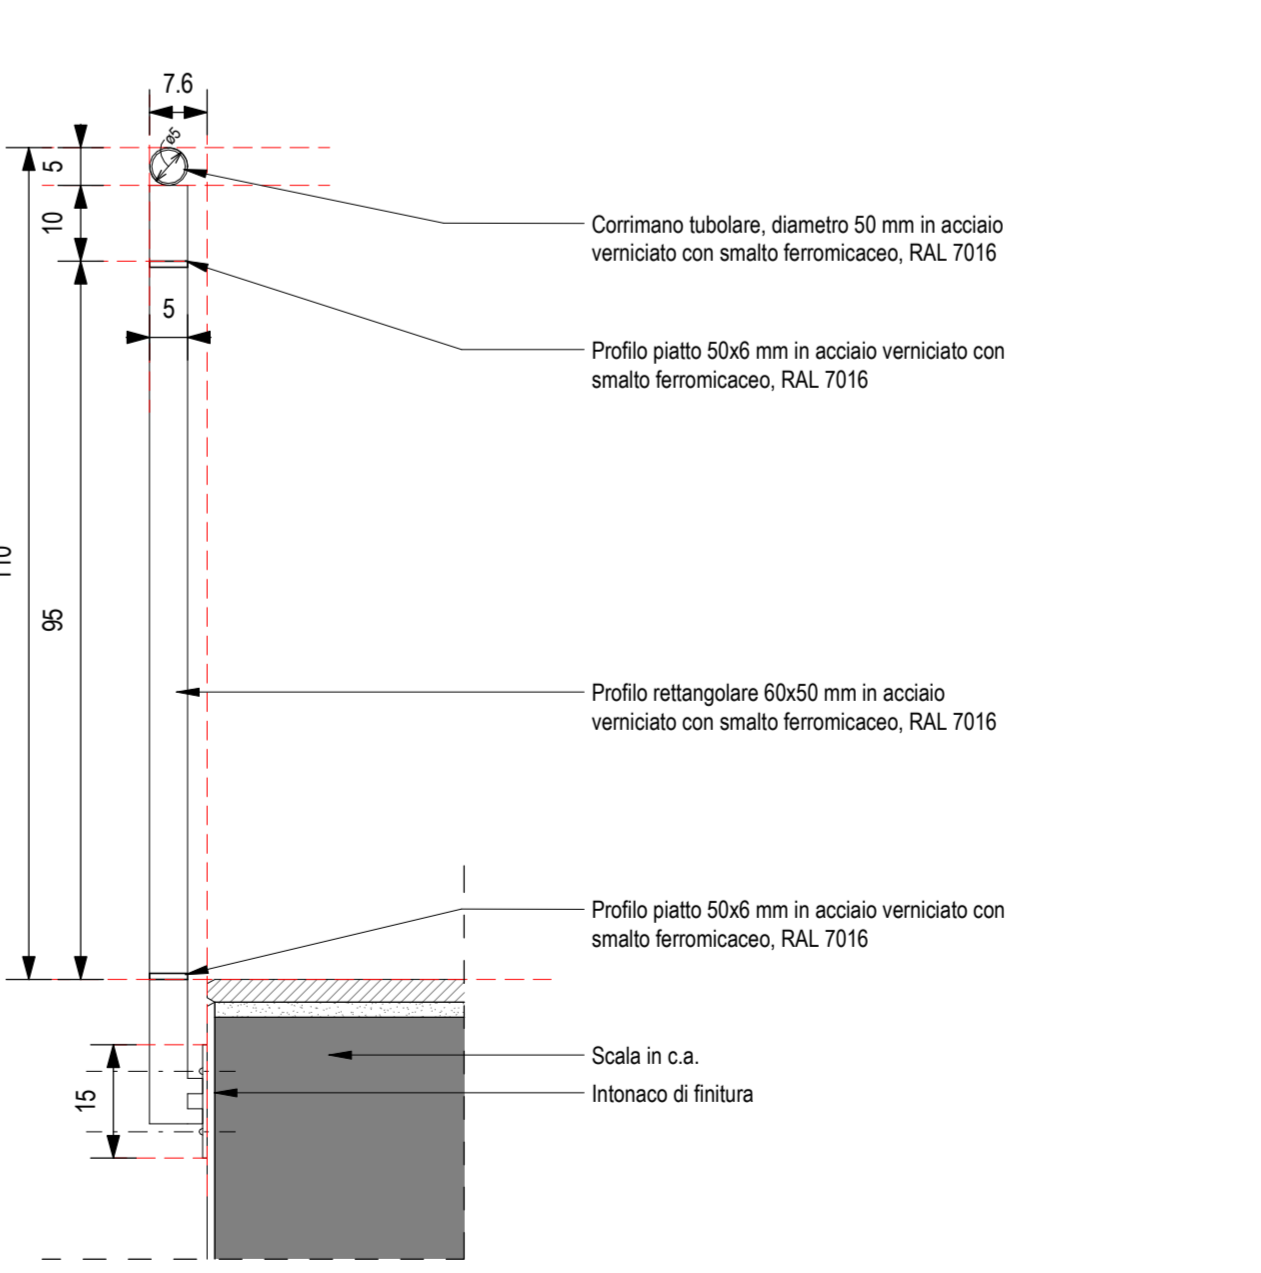 7.6
ø5
5
10
Corrimano tubolare, diametro 50 mm in acciaio
verniciato con smalto ferromicaceo, RAL 7016
5
Profilo piatto 50x6 mm in acciaio verniciato con
smalto ferromicaceo, RAL 7016
110
95
Profilo rettangolare 60x50 mm in acciaio
verniciato con smalto ferromicaceo, RAL 7016
Profilo piatto 50x6 mm in acciaio verniciato con
smalto ferromicaceo, RAL 7016
Scala in c.a.
15
Intonaco di finitura